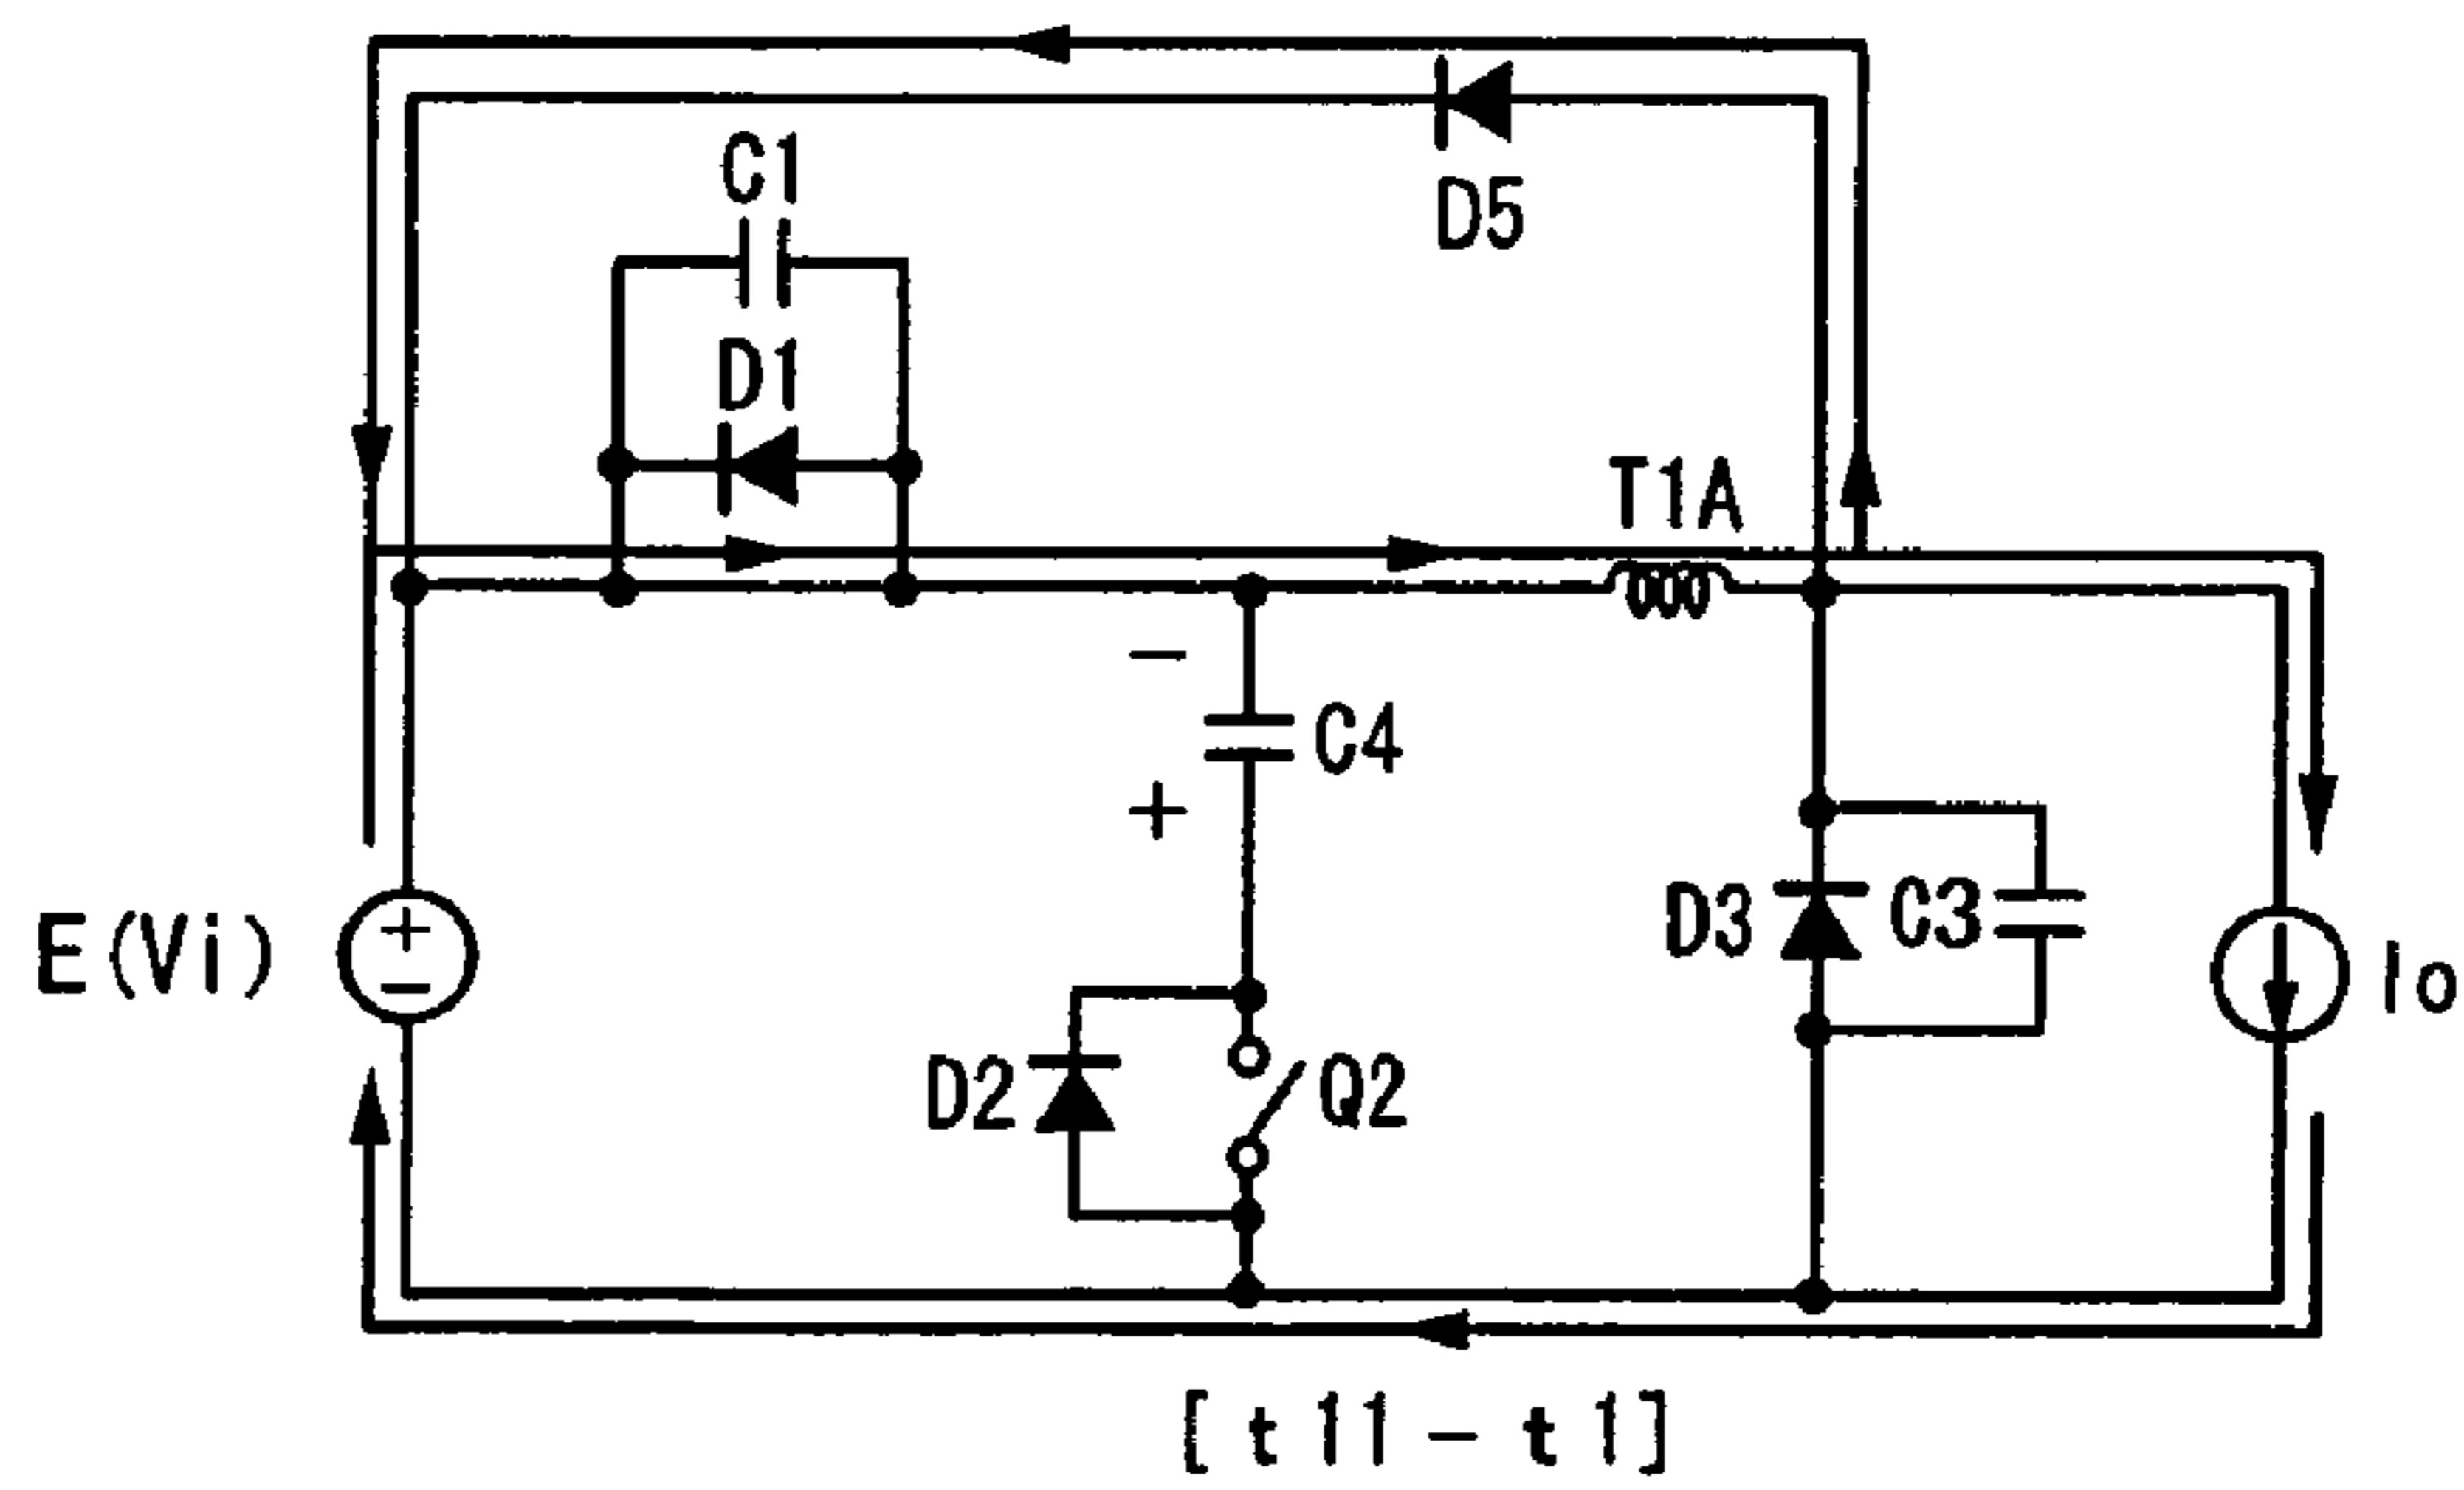 C1
D5
D1
T1A
−
C4
+
E(Vi)
+
−
D3
C3
Io
D2
Q2
[t11-t1]